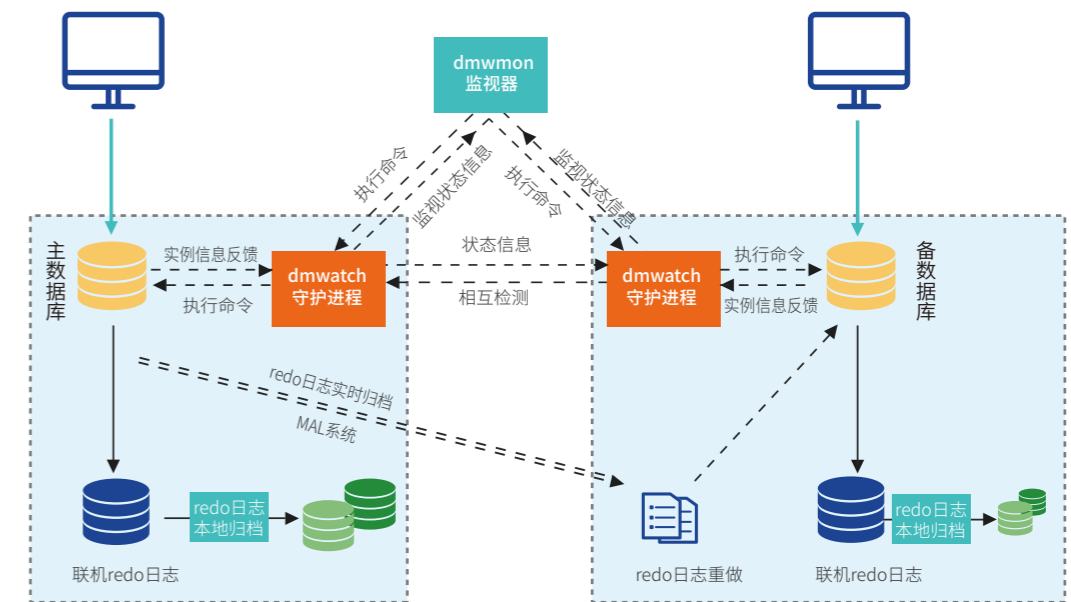 dmwmon
监视器
执行命令
监视状态信息
执行命令
监视状态信息
主数据库
实例信息反馈
执行命令
dmwatch
守护进程
状态信息
相互检测
dmwatch
守护进程
执行命令
实例信息反馈
备数据库
redo日志实时归档
MAL系统
redo日志
本地归档
联机redo日志
redo日志重做
redo日志
本地归档
联机redo日志